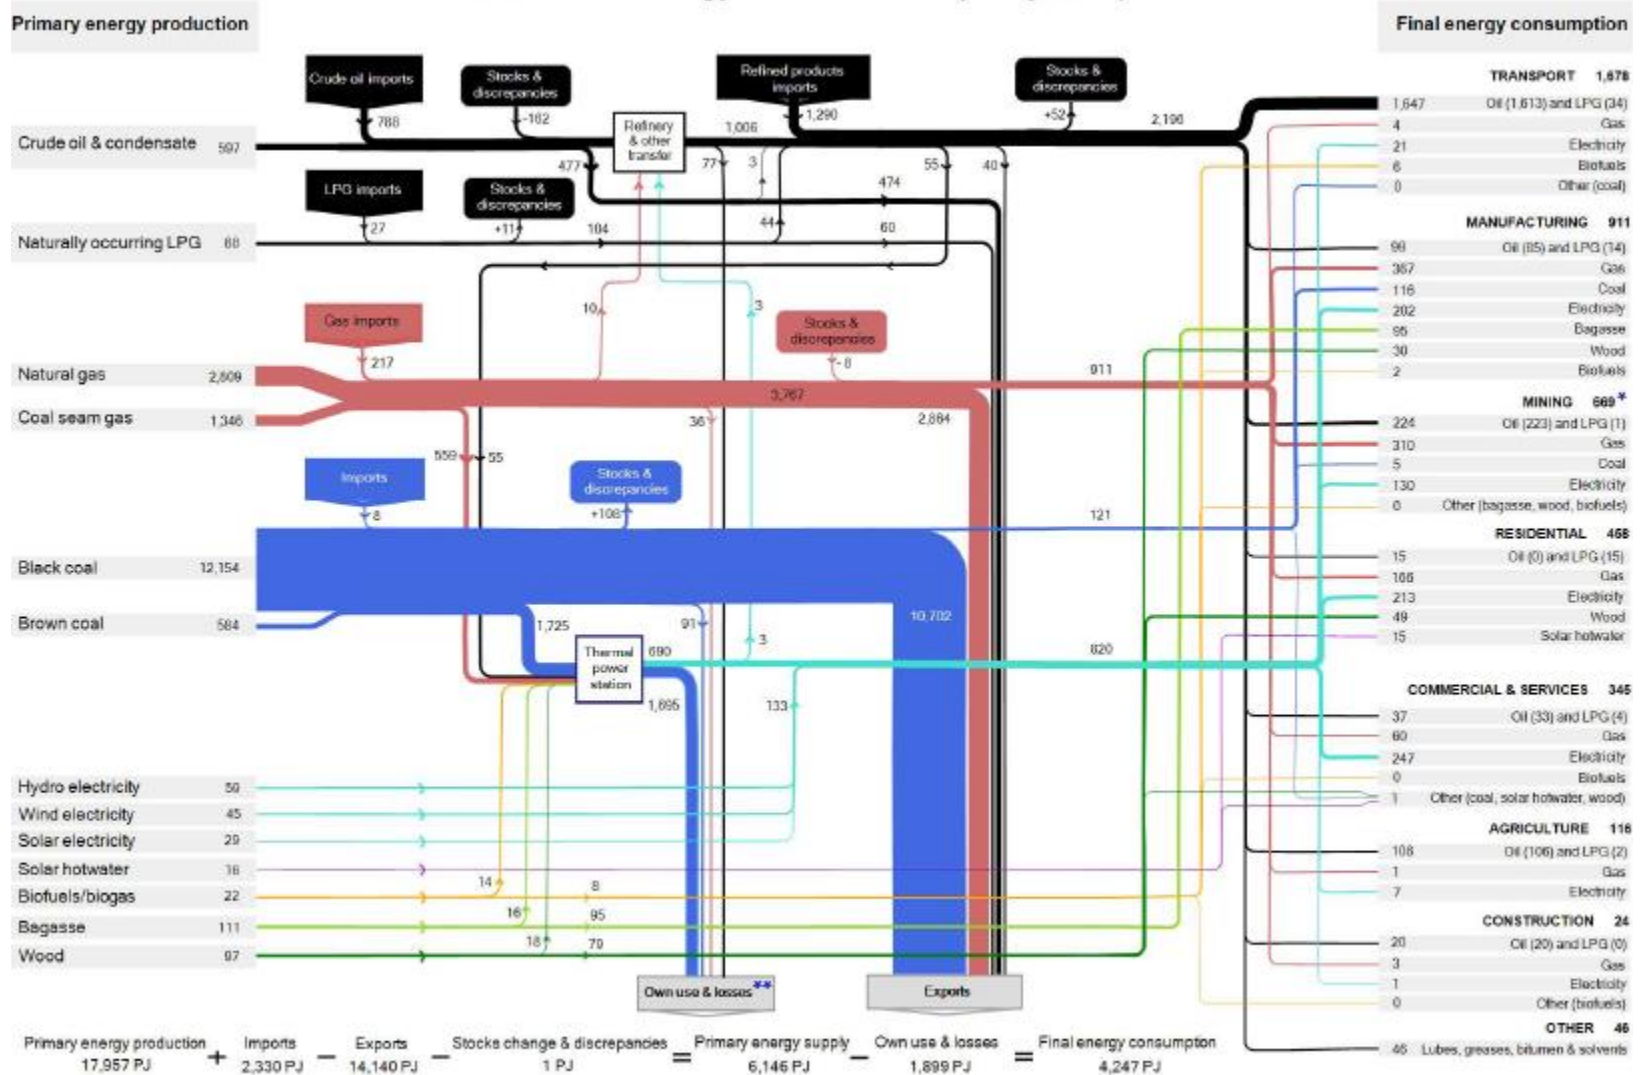 Primary energy production
Final energy consumption
Crude oil imports
Stocks &
discrepancies
Refined products
imports
Stocks &
discrepancies
TRANSPORT 1,678
788
-162
1,290
+52
2,196
1,647 Oil (1,613) and LPG (34)
4 Gas
21 Electricity
6 Biofuels
0 Other (coal)
Crude oil & condensate 597
Refinery
& other
transfer
1,006
477
77
3
55
40
LPG imports
Stocks &
discrepancies
474
27
+11
104
44
60
Naturally occurring LPG 88
MANUFACTURING 911
99 Oil (85) and LPG (14)
367 Gas
116 Coal
202 Electricity
95 Bagasse
30 Wood
2 Biofuels
10
3
Gas imports
Stocks &
discrepancies
217
-8
911
Natural gas 2,609
3,767
Coal seam gas 1,346
36
2,884
MINING 669*
224 Oil (223) and LPG (1)
310 Gas
5 Coal
130 Electricity
0 Other (bagasse, wood, biofuels)
559
55
Imports
Stocks &
discrepancies
8
+108
121
RESIDENTIAL 458
15 Oil (0) and LPG (15)
166 Gas
213 Electricity
49 Wood
15 Solar hotwater
Black coal 12,154
Brown coal 584
1,725
91
10,702
3
Thermal
power
station
690
820
1,695
133
COMMERCIAL & SERVICES 345
37 Oil (33) and LPG (4)
60 Gas
247 Electricity
0 Biofuels
1 Other (coal, solar hotwater, wood)
Hydro electricity 59
Wind electricity 45
Solar electricity 29
Solar hotwater 16
Biofuels/biogas 22
14
8
Bagasse 111
16
95
Wood 97
18
79
AGRICULTURE 116
108 Oil (106) and LPG (2)
1 Gas
7 Electricity
CONSTRUCTION 24
20 Oil (20) and LPG (0)
3 Gas
1 Electricity
0 Other (biofuels)
OTHER 46
46 Lubes, greases, bitumen & solvents
Own use & losses**
Exports
Primary energy production + Imports − Exports − Stocks change & discrepancies = Primary energy supply − Own use & losses = Final energy consumption
17,957 PJ 2,330 PJ 14,140 PJ 1 PJ 6,146 PJ 1,899 PJ 4,247 PJ